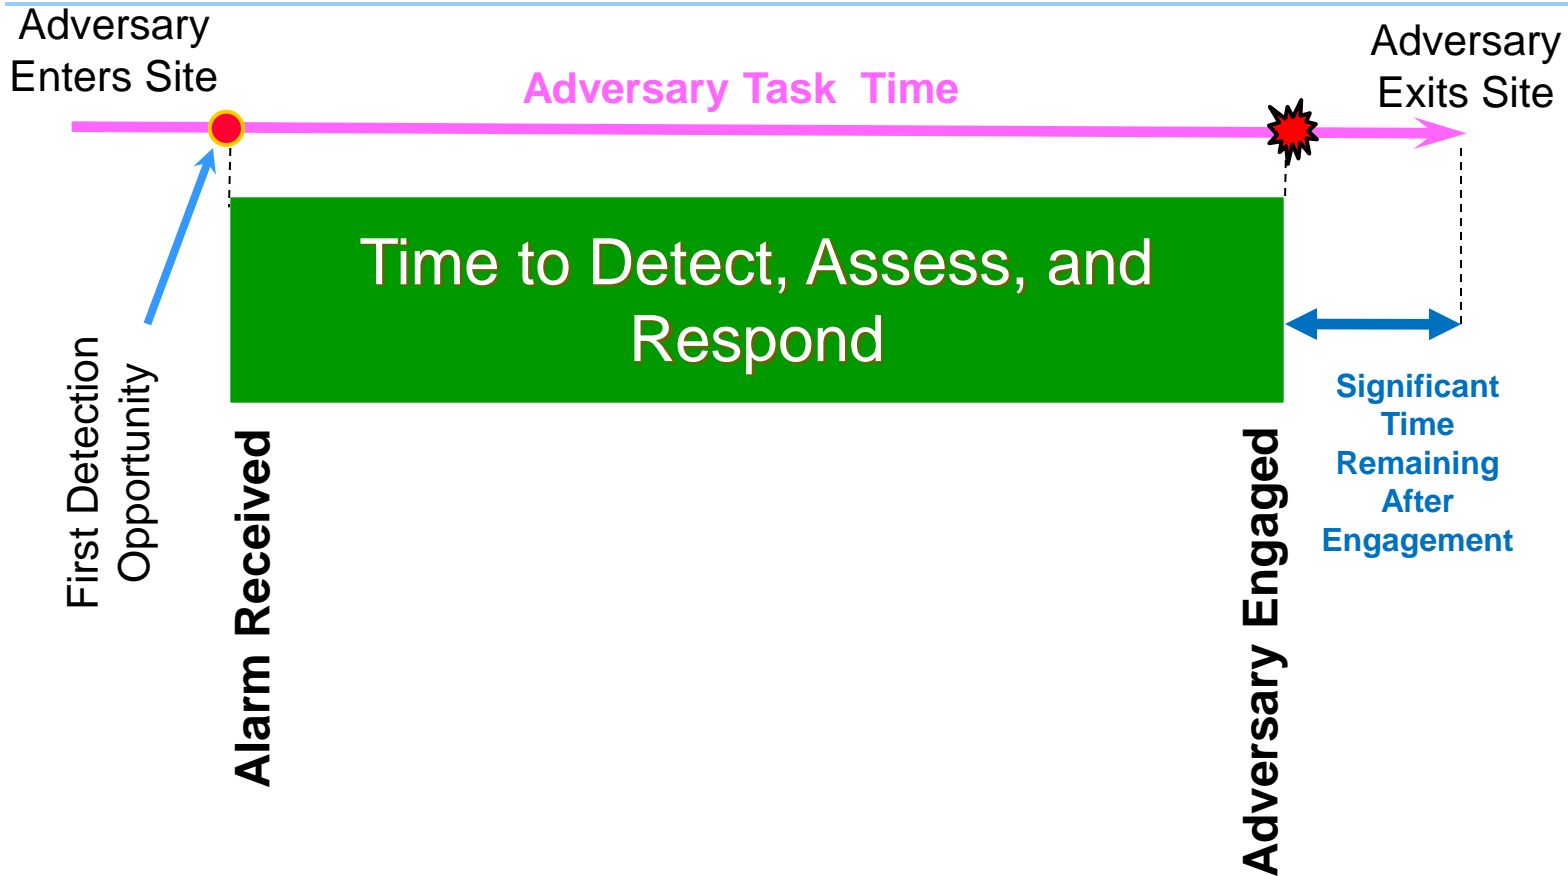 Adversary
Enters Site
Adversary Task  Time
Adversary
Exits Site
Time to Detect, Assess, and
Respond
First Detection
Opportunity
Alarm Received
Adversary Engaged
Significant
Time
Remaining
After
Engagement